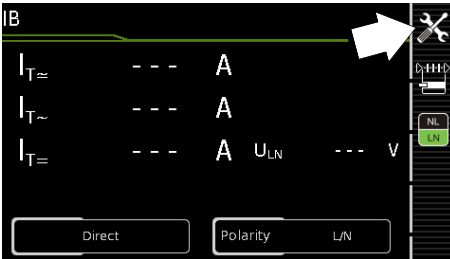 IB
IT≃ --- A
IT~ --- A
IT= --- A ULN --- V
NL
LN
Direct
Polarity L/N